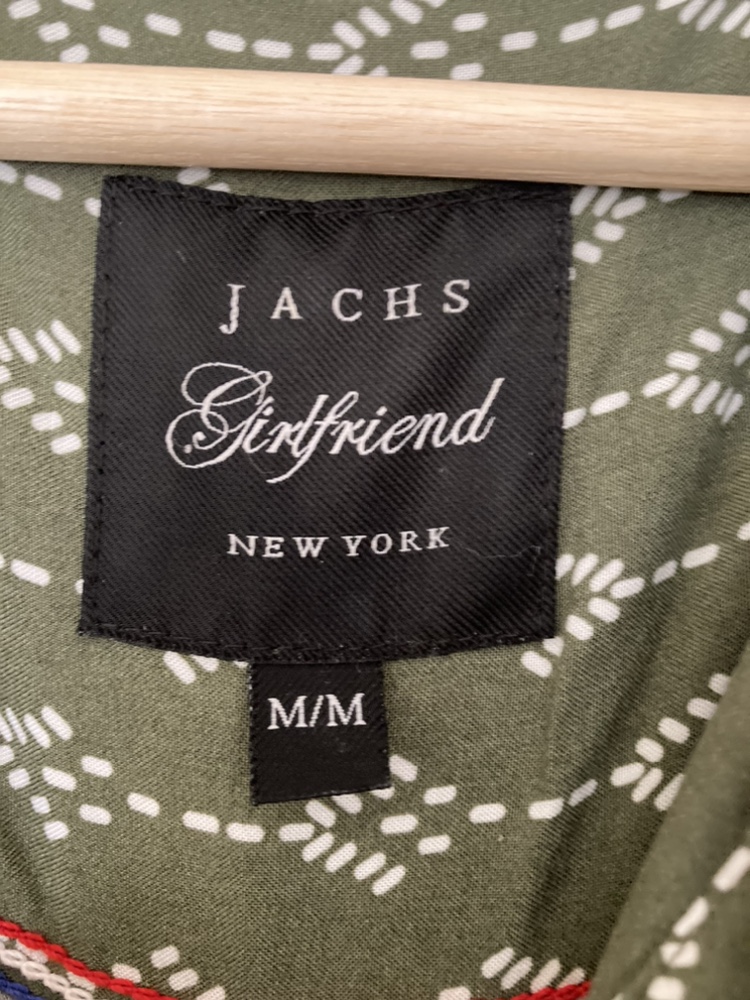 JACHS
Girlfriend
NEW YORK
M/M